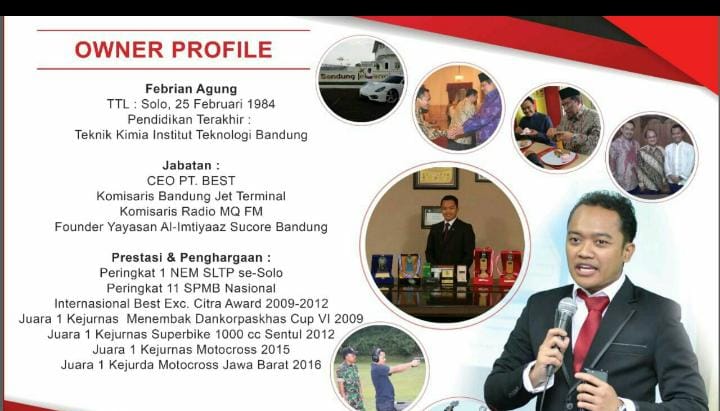 OWNER PROFILE
Febrian Agung
TTL : Solo, 25 Februari 1984
Pendidikan Terakhir :
Teknik Kimia Institut Teknologi Bandung
Jabatan :
CEO PT. BEST
Komisaris Bandung Jet Terminal
Komisaris Radio MQ FM
Founder Yayasan Al-Imtiyaaz Sucore Bandung
Prestasi & Penghargaan :
Peringkat 1 NEM SLTP se-Solo
Peringkat 11 SPMB Nasional
Internasional Best Exc. Citra Award 2009-2012
Juara 1 Kejurnas Menembak Dankorpaskhas Cup VI 2009
Juara 1 Kejurnas Superbike 1000 cc Sentul 2012
Juara 1 Kejurnas Motocross 2015
Juara 1 Kejurda Motocross Jawa Barat 2016
Bandung